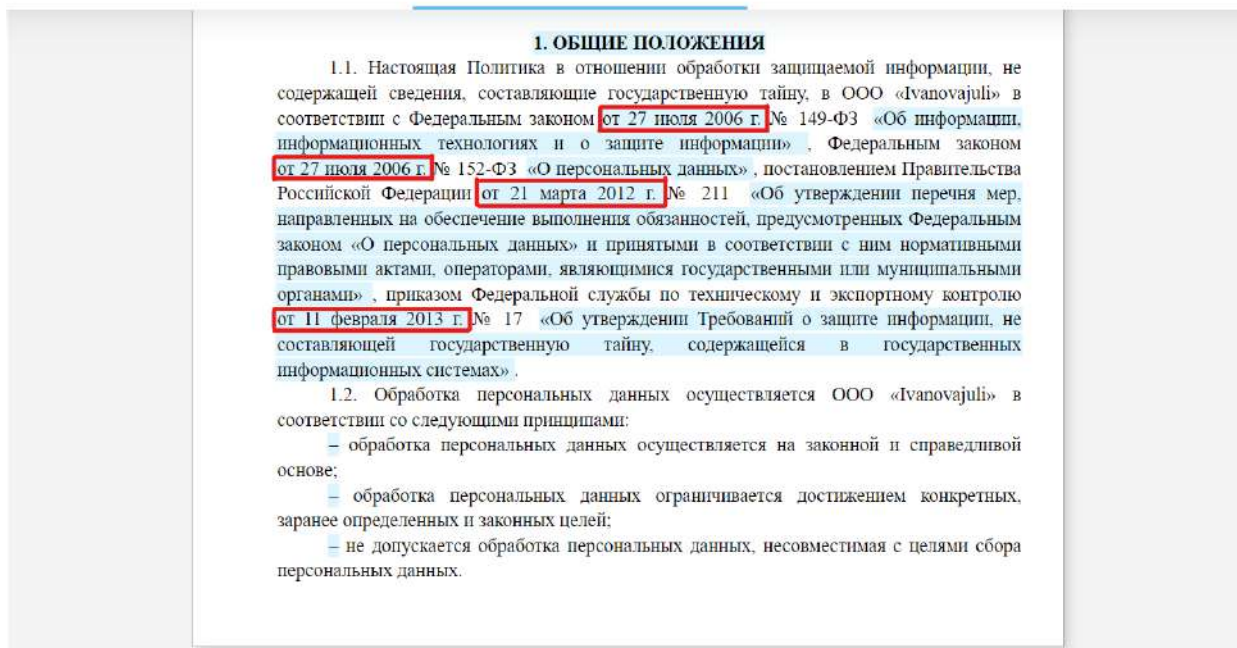 1. ОБЩИЕ ПОЛОЖЕНИЯ
1.1. Настоящая Политика в отношении обработки защищаемой информации, не
содержащей сведения, составляющие государственную тайну, в ООО «Ivanovajuli» в
соответствии с Федеральным законом от 27 июля 2006 г. № 149-ФЗ «Об информации,
информационных технологиях и о защите информации» , Федеральным законом
от 27 июля 2006 г. № 152-ФЗ «О персональных данных» , постановлением Правительства
Российской Федерации от 21 марта 2012 г. № 211 «Об утверждении перечня мер,
направленных на обеспечение выполнения обязанностей, предусмотренных Федеральным
законом «О персональных данных» и принятыми в соответствии с ним нормативными
правовыми актами, операторами, являющимися государственными или муниципальными
органами» , приказом Федеральной службы по техническому и экспортному контролю
от 11 февраля 2013 г. № 17 «Об утверждении Требований о защите информации, не
составляющей государственную тайну, содержащейся в государственных
информационных системах» .
1.2. Обработка персональных данных осуществляется ООО «Ivanovajuli» в
соответствии со следующими принципами:
– обработка персональных данных осуществляется на законной и справедливой
основе;
– обработка персональных данных ограничивается достижением конкретных,
заранее определенных и законных целей;
– не допускается обработка персональных данных, несовместимая с целями сбора
персональных данных.